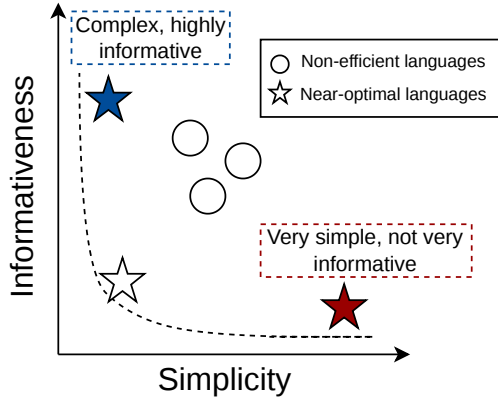 Complex, highly
informative
Non-efficient languages
Near-optimal languages
Informativeness
Very simple, not very
informative
Simplicity